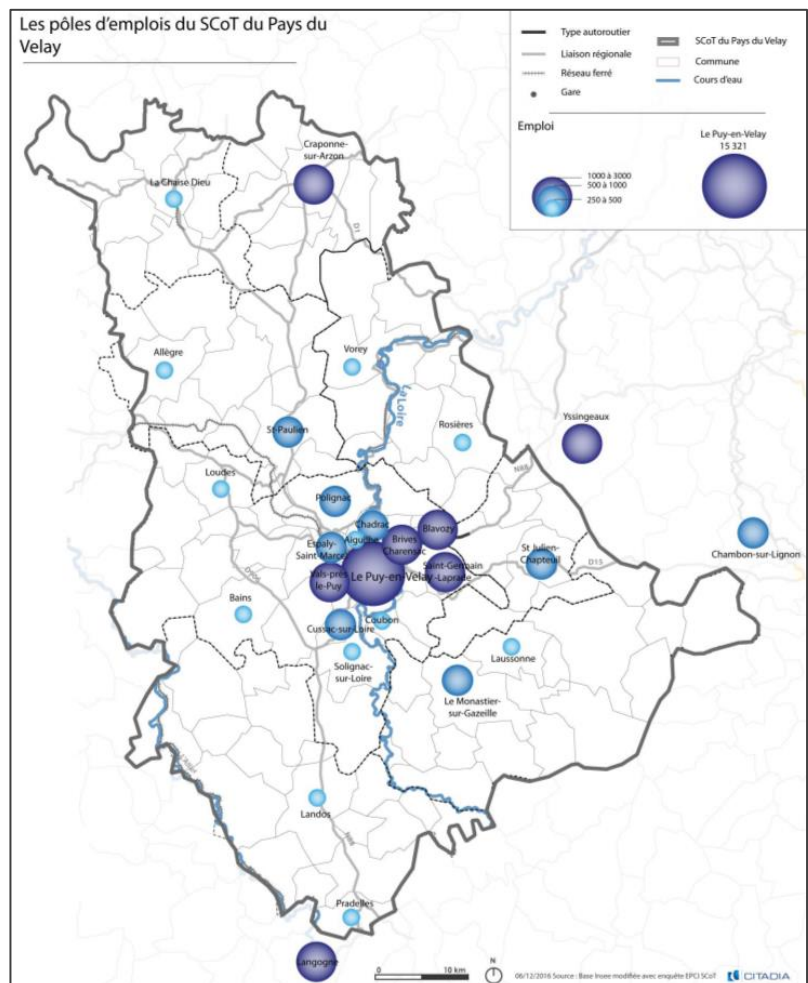 Les pôles d'emplois du SCoT du Pays du
Velay
Type autoroutier
Liaison régionale
Réseau ferré
Gare
SCoT du Pays du Velay
Commune
Cours d'eau
Emploi
1000 à 3000
500 à 1000
250 à 500
Le Puy-en-Velay
15 321
Craponne-
sur-Arzon
La Chaise Dieu
D1
Allègre
Vorey
La Loire
St-Paulien
Rosières
Yssingeaux
Loudes
N88
Polignac
Chadrac
Blavozy
Aiguilhe
Brives
Charensac
Espaly-
Saint-Marcel
St Julien-
Chapteuil
Chambon-sur-Lignon
D15
Saint-Germain
-Laprade
Le Puy-en-Velay
Vals-près
le-Puy
Bains
Coubon
Cussac-sur-Loire
Laussonne
Solignac-
sur-Loire
Le Monastier-
sur-Gazeille
Landos
N88
Pradelles
Langogne
0
10 km
N
06/12/2016 Source : Base Insee modifiée avec enquête EPCI SCoT
CITADIA